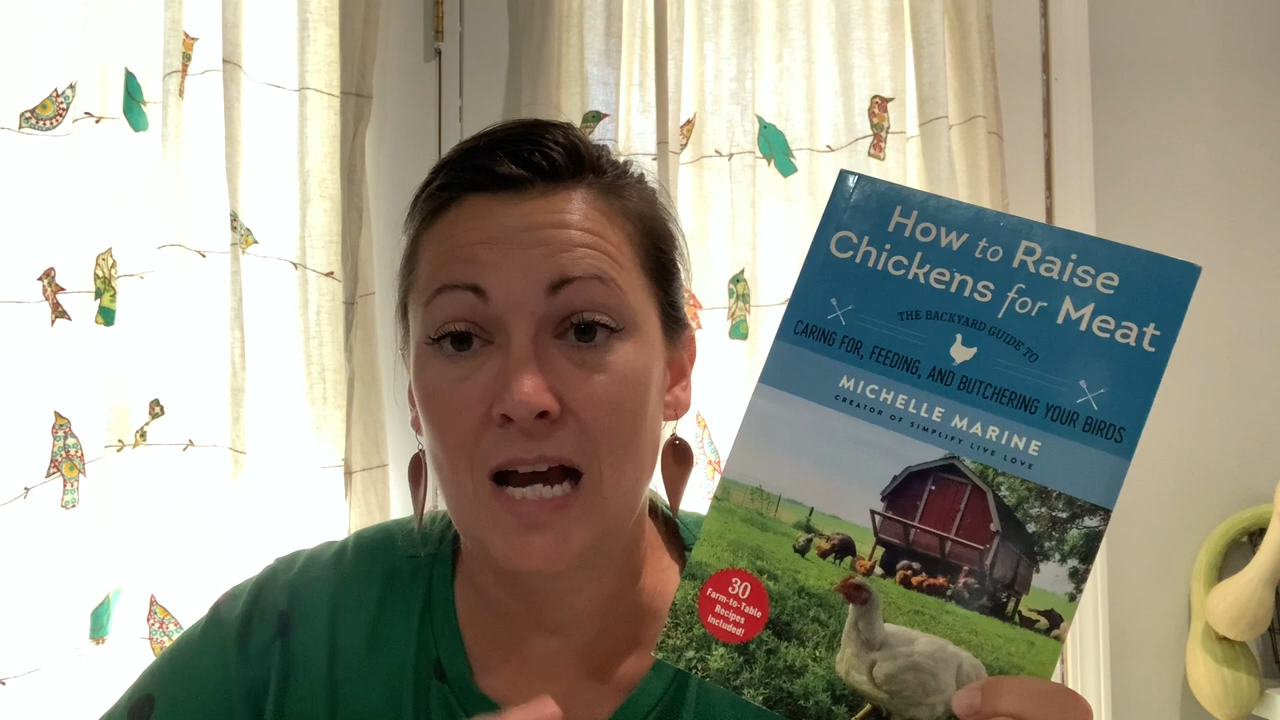 How to Raise
Chickens for Meat
THE BACKYARD GUIDE TO
CARING FOR, FEEDING, AND BUTCHERING YOUR BIRDS
MICHELLE MARINE
CREATOR OF SIMPLIFY LIVE LOVE
30
Farm-to-Table
Recipes
Included!